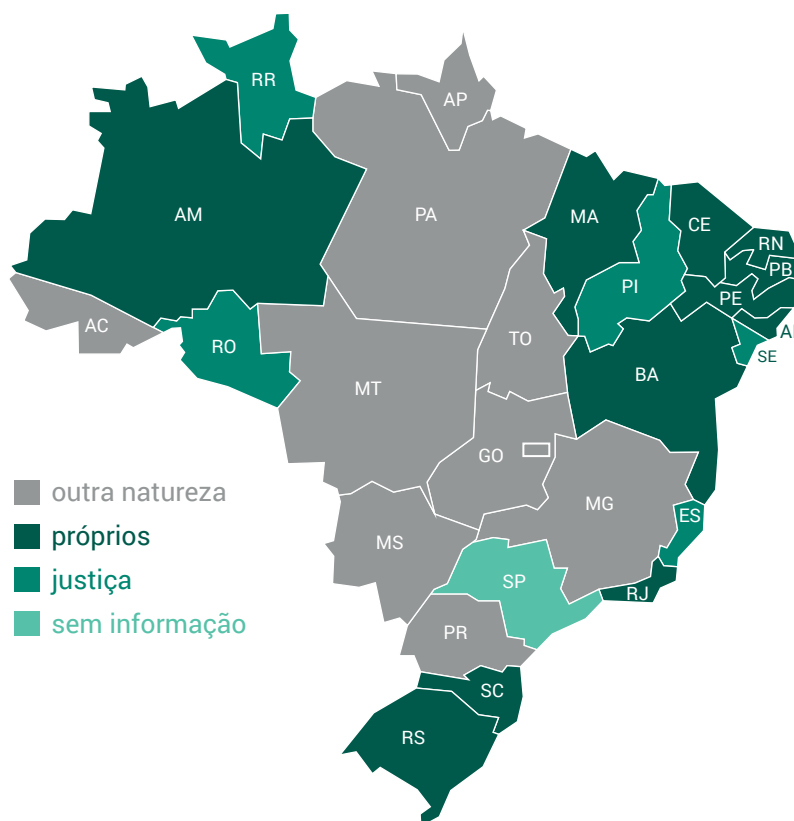 RR
AP
AM
PA
MA
CE
RN
PB
PI
PE
AC
RO
TO
SE
BA
MT
GO
outra natureza
MG
ES
próprios
MS
justiça
SP
RJ
sem informação
PR
SC
RS